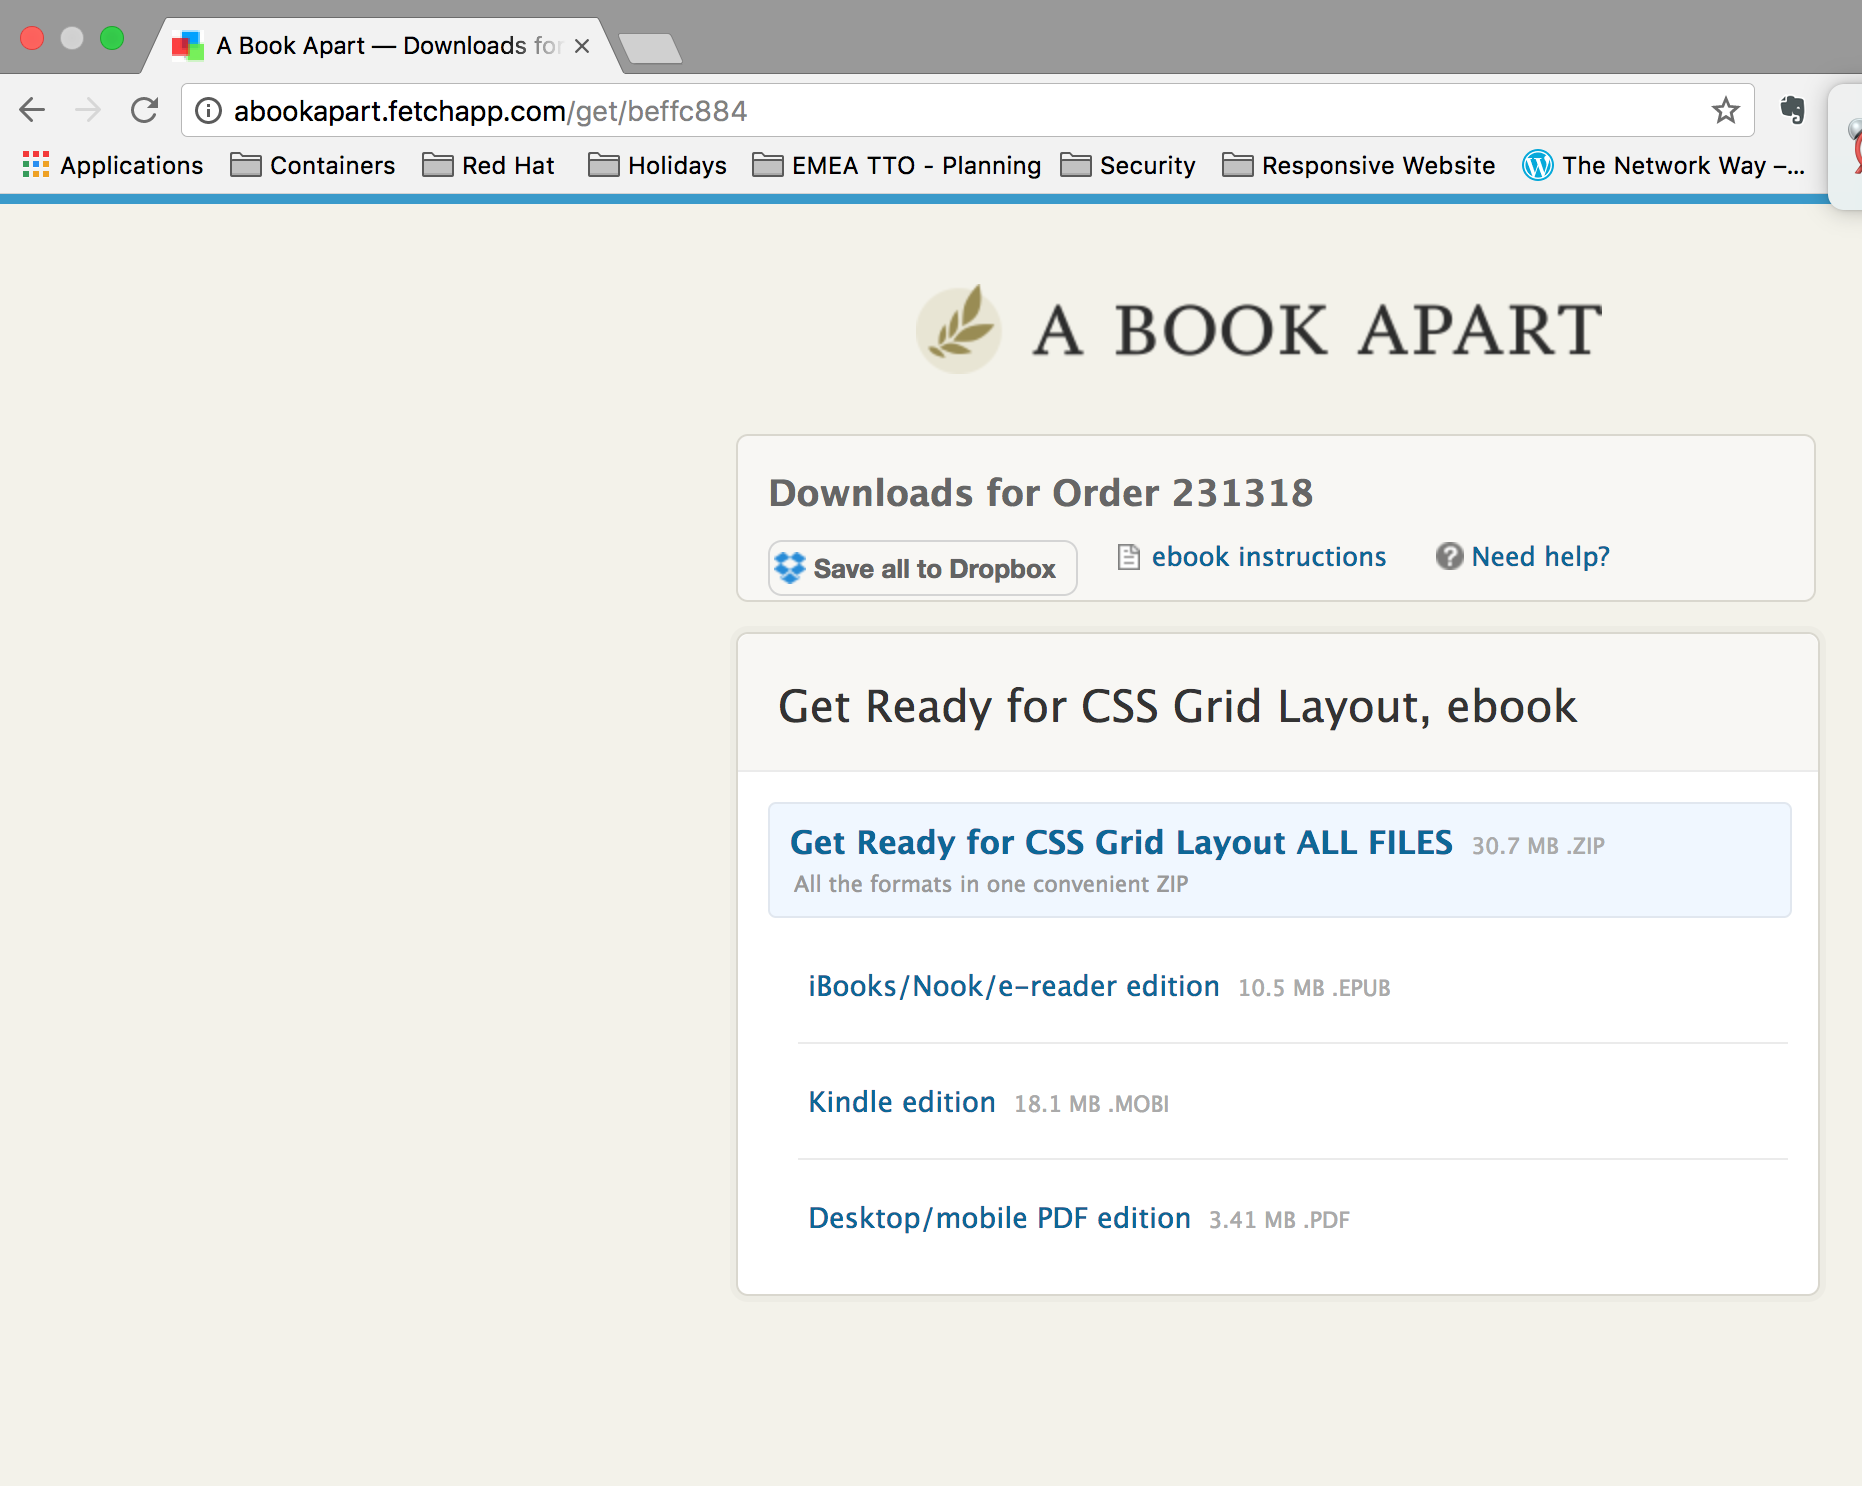 A Book Apart — Downloads for
abookapart.fetchapp.com/get/beffc884
Applications Containers Red Hat Holidays EMEA TTO - Planning Security Responsive Website The Network Way –...
A BOOK APART
Downloads for Order 231318
Save all to Dropbox ebook instructions Need help?
Get Ready for CSS Grid Layout, ebook
Get Ready for CSS Grid Layout ALL FILES 30.7 MB .ZIP
All the formats in one convenient ZIP
iBooks/Nook/e-reader edition 10.5 MB .EPUB
Kindle edition 18.1 MB .MOBI
Desktop/mobile PDF edition 3.41 MB .PDF